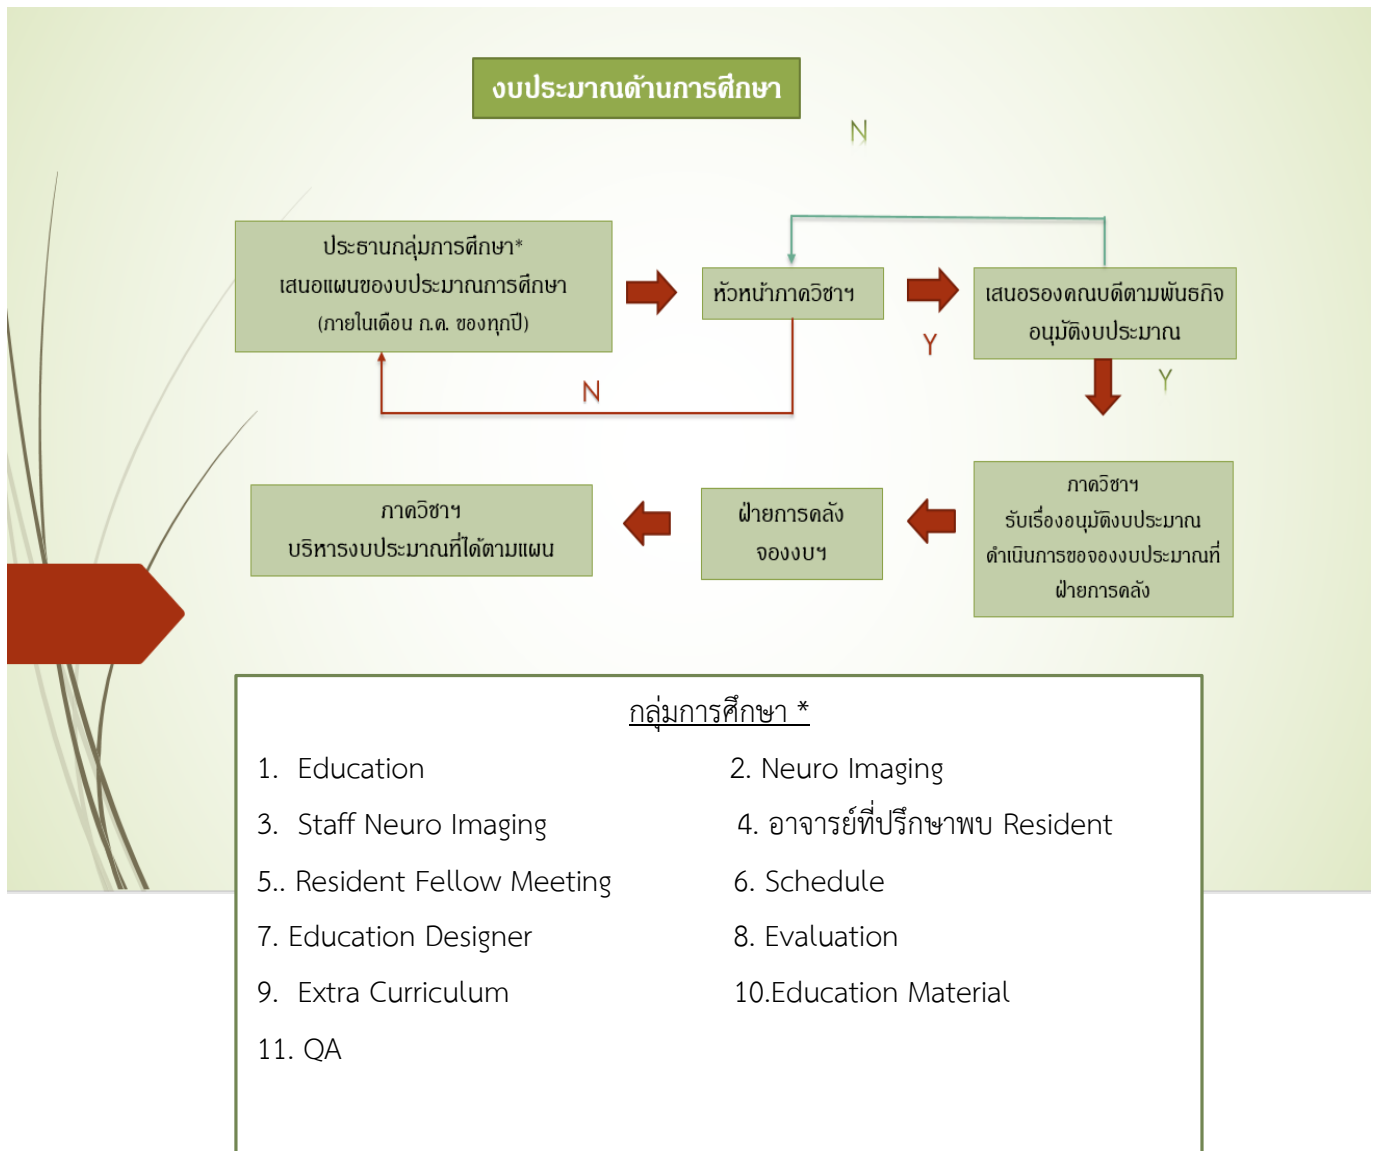 งบประมาณด้านการศึกษา
N
ประธานกลุ่มการศึกษา*
เสนอแผนของบประมาณการศึกษา
(ภายในเดือน ก.ค. ของทุกปี)
หัวหน้าภาควิชาฯ
Y
เสนอรองคณบดีตามพันธกิจ
อนุมัติงบประมาณ
N
Y
ภาควิชาฯ
รับเรื่องอนุมัติงบประมาณ
ดำเนินการขอจองงบประมาณที่
ฝ่ายการคลัง
ฝ่ายการคลัง
จองงบฯ
ภาควิชาฯ
บริหารงบประมาณที่ได้ตามแผน
กลุ่มการศึกษา *
1. Education 2. Neuro Imaging
3. Staff Neuro Imaging 4. อาจารย์ที่ปรึกษาพบ Resident
5.. Resident Fellow Meeting 6. Schedule
7. Education Designer 8. Evaluation
9. Extra Curriculum 10.Education Material
11. QA